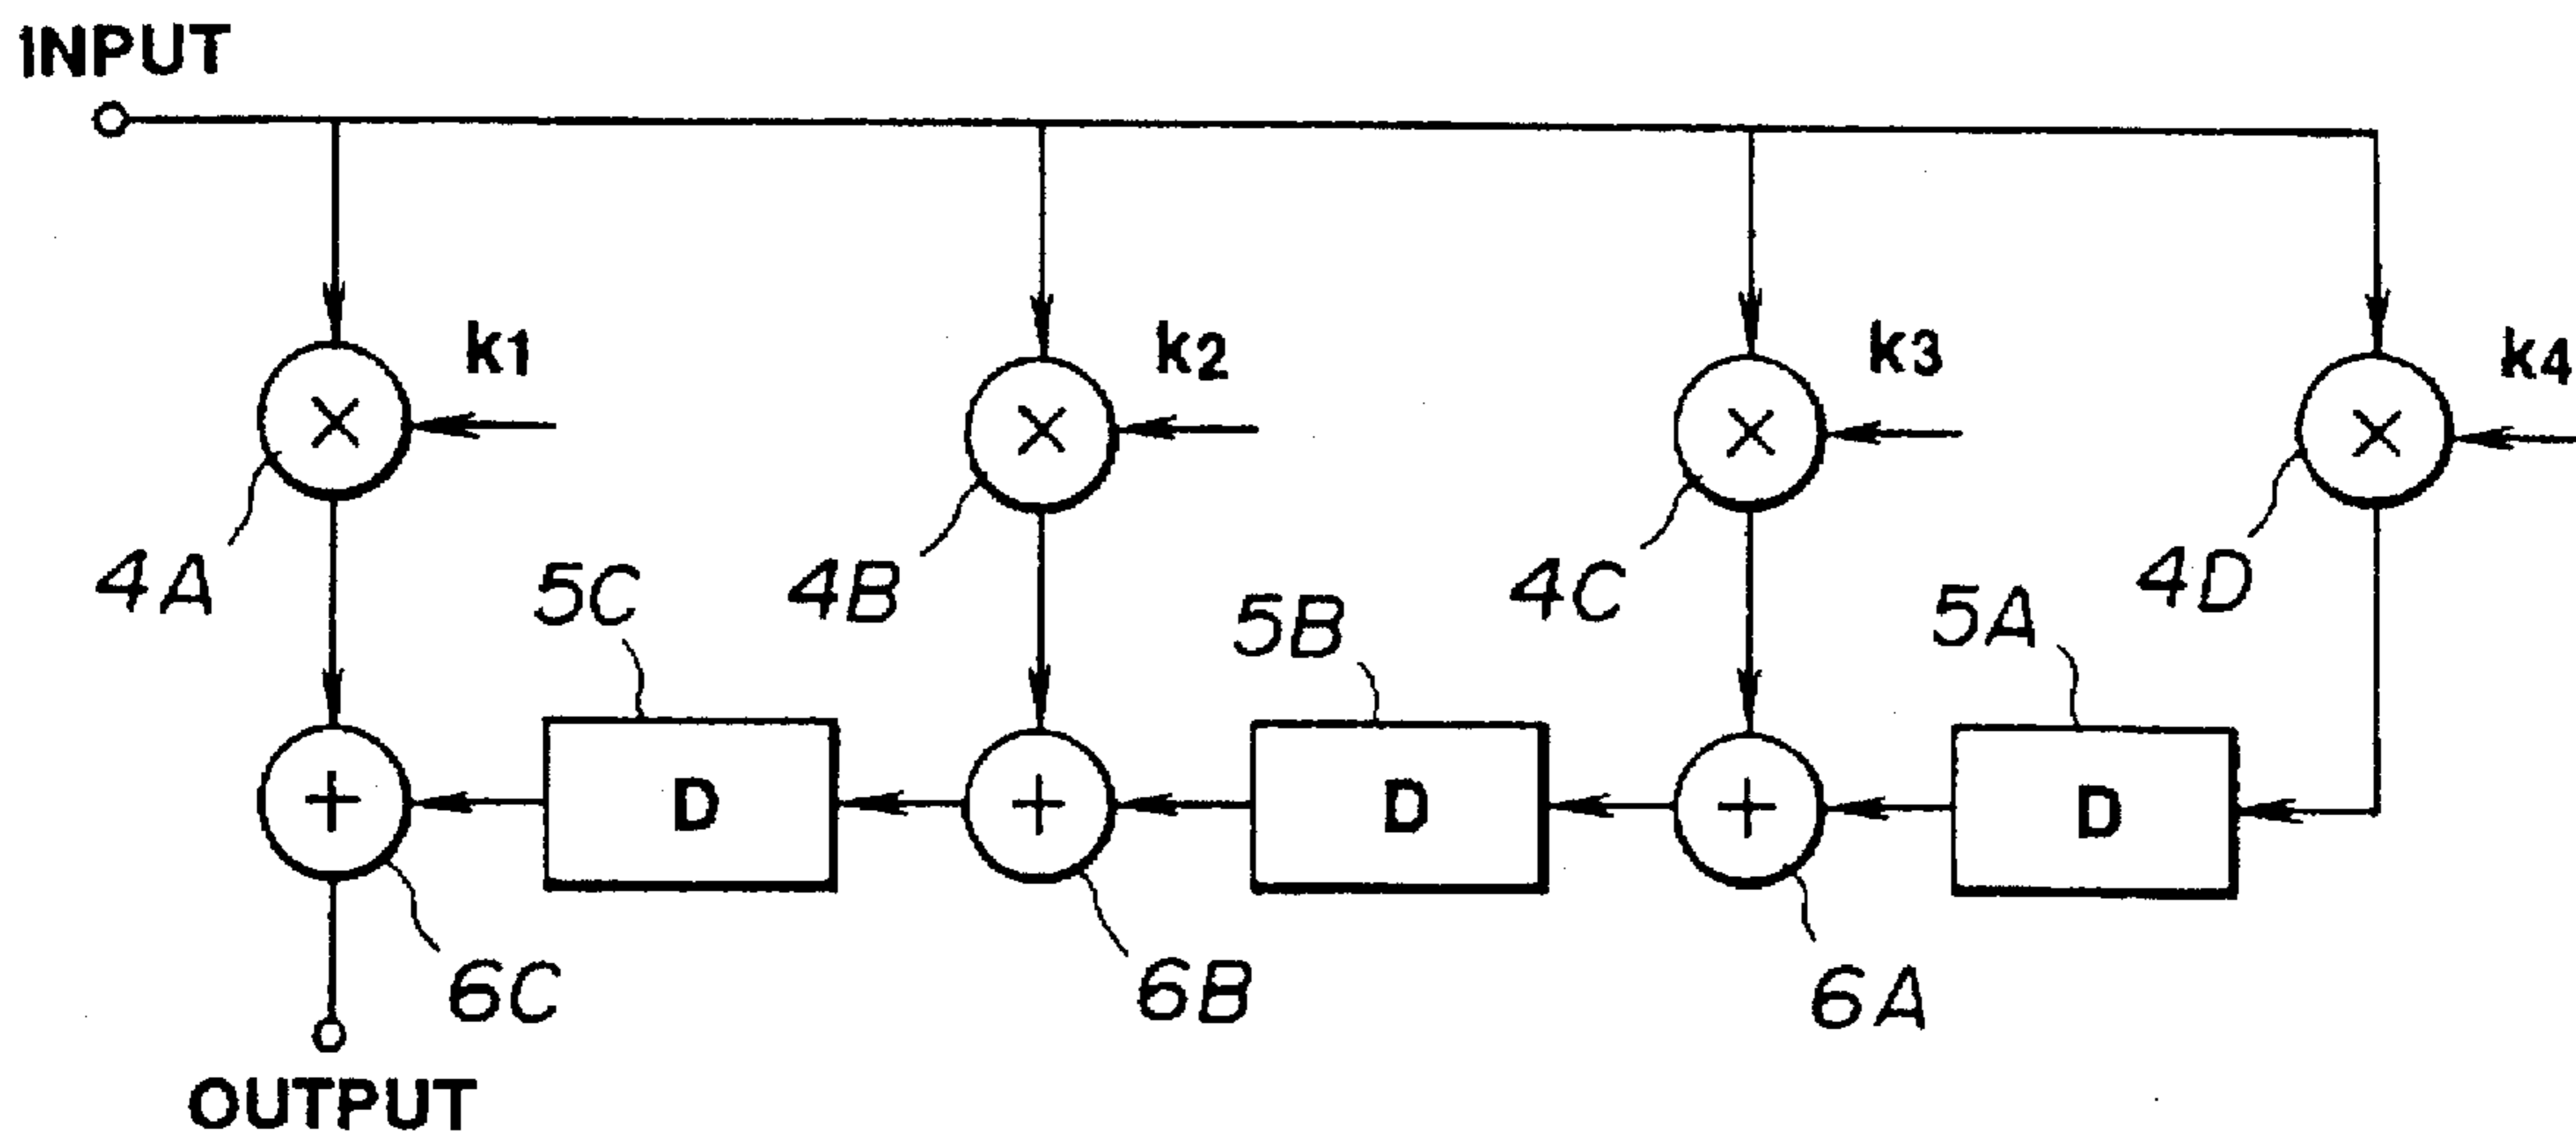 INPUT
k1
k2
k3
k4
×
×
×
×
4A
4B
4C
4D
5C
5B
5A
+
D
+
D
+
D
6C
6B
6A
OUTPUT